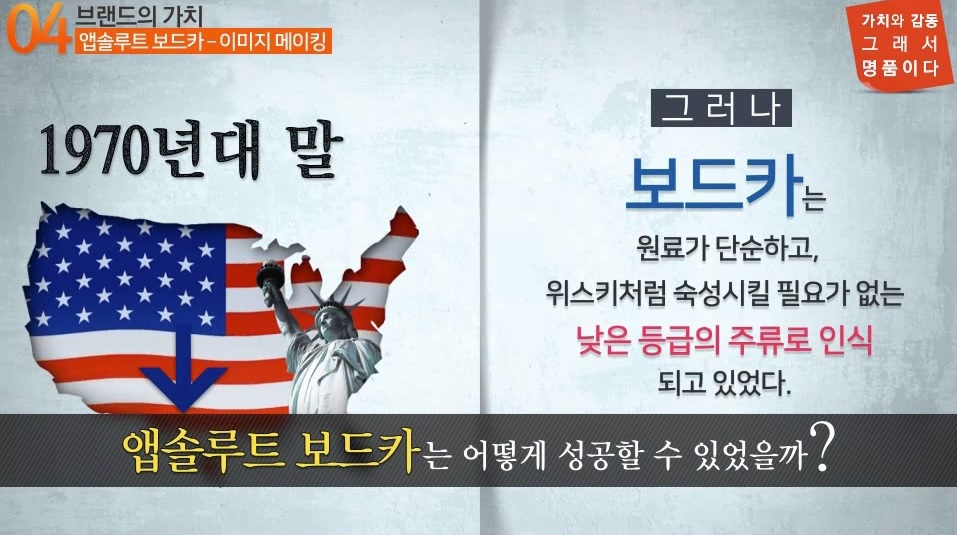 04 브랜드의 가치
앱솔루트 보드카 – 이미지 메이킹
가치와 감동
그래서
명품이다
1970년대 말
그러나
보드카는
원료가 단순하고,
위스키처럼 숙성시킬 필요가 없는
낮은 등급의 주류로 인식
되고 있었다.
앱솔루트 보드카는 어떻게 성공할 수 있었을까?